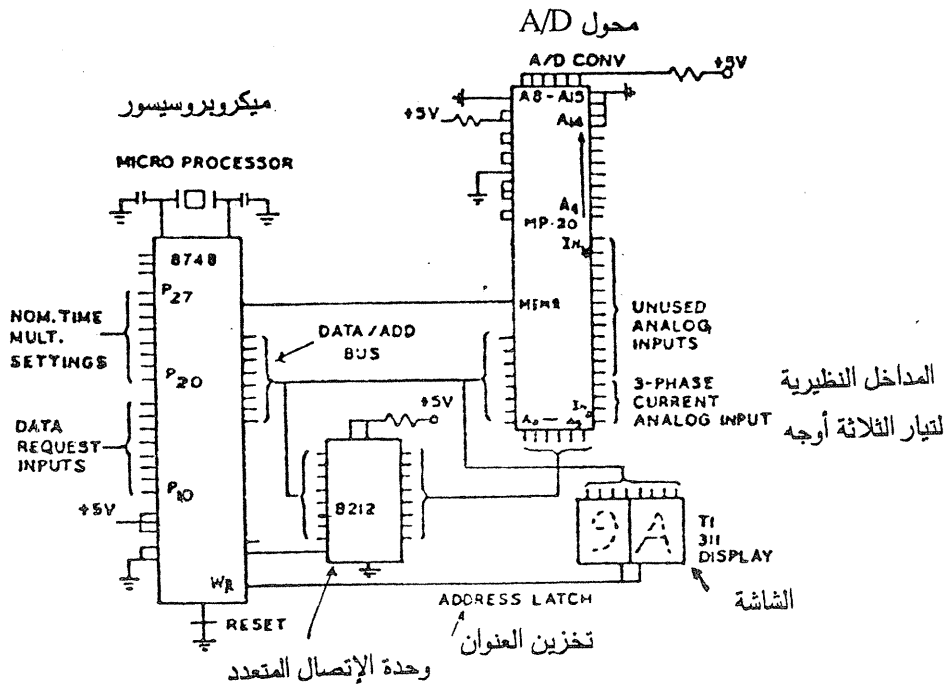 محول A/D
A/D CONV
+5V
A8 - A15
+5V
A14
ميكروبروسيسور
MICRO PROCESSOR
A4
MP-20
8748
P27
MEMR
NOM. TIME
MULT.
SETTINGS
DATA/ADD
BUS
UNUSED
ANALOG
INPUTS
P20
3-PHASE
CURRENT
ANALOG INPUT
المداخل النظيرية
لتيار الثلاثة أوجه
+5V
DATA
REQUEST
INPUTS
P10
8212
+5V
9A
TI
311
DISPLAY
WR
ADDRESS LATCH
الشاشة
RESET
تخزين العنوان
وحدة الإتصال المتعدد